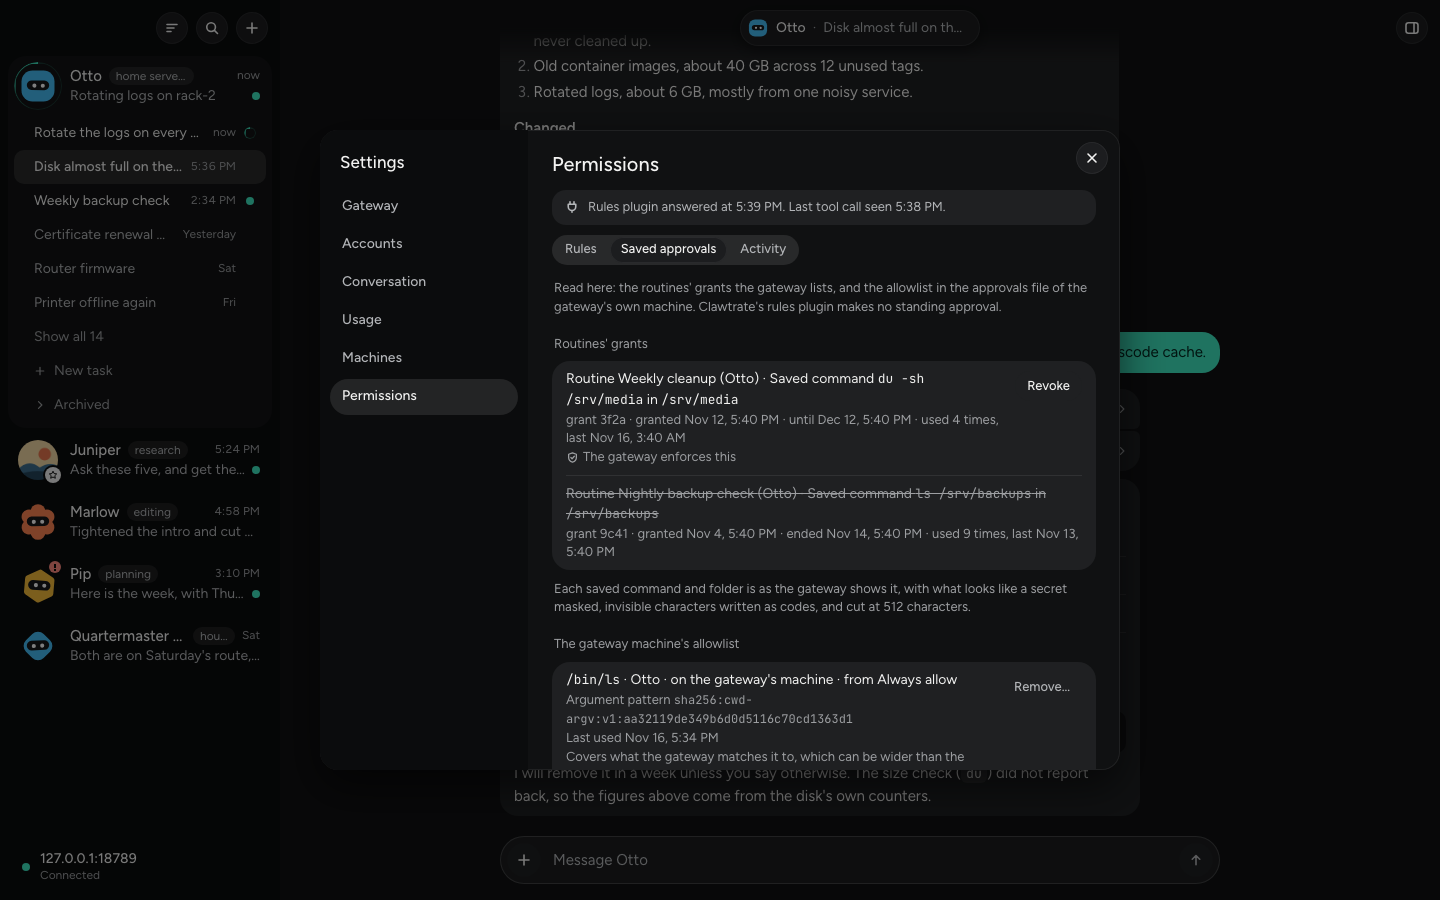 Otto home serve... now
Rotating logs on rack-2
Rotate the logs on every ... now
Disk almost full on the... 5:36 PM
Weekly backup check 2:34 PM
Certificate renewal ... Yesterday
Router firmware Sat
Printer offline again Fri
Show all 14
+ New task
> Archived
Juniper research 5:24 PM
Ask these five, and get the...
Marlow editing 4:58 PM
Tightened the intro and cut ...
Pip planning 3:10 PM
Here is the week, with Thu...
Quartermaster ... hou... Sat
Both are on Saturday's route,...
127.0.0.1:18789
Connected
Otto · Disk almost full on th...
never cleaned up.
2. Old container images, about 40 GB across 12 unused tags.
3. Rotated logs, about 6 GB, mostly from one noisy service.
Changed
scode cache.
Settings
Gateway
Accounts
Conversation
Usage
Machines
Permissions
Permissions
Rules plugin answered at 5:39 PM. Last tool call seen 5:38 PM.
Rules Saved approvals Activity
Read here: the routines' grants the gateway lists, and the allowlist in the approvals file of the
gateway's own machine. Clawtrate's rules plugin makes no standing approval.
Routines' grants
Routine Weekly cleanup (Otto) · Saved command du -sh
/srv/media in /srv/media
Revoke
grant 3f2a · granted Nov 12, 5:40 PM · until Dec 12, 5:40 PM · used 4 times,
last Nov 16, 3:40 AM
The gateway enforces this
Routine Nightly backup check (Otto) · Saved command ls /srv/backups in
/srv/backups
grant 9c41 · granted Nov 4, 5:40 PM · ended Nov 14, 5:40 PM · used 9 times, last Nov 13,
5:40 PM
Each saved command and folder is as the gateway shows it, with what looks like a secret
masked, invisible characters written as codes, and cut at 512 characters.
The gateway machine's allowlist
/bin/ls · Otto · on the gateway's machine · from Always allow
Remove...
Argument pattern sha256:cwd-
argv:v1:aa32119de349b6d0d5116c70cd1363d1
Last used Nov 16, 5:34 PM
Covers what the gateway matches it to, which can be wider than the
I will remove it in a week unless you say otherwise. The size check ( du ) did not report
back, so the figures above come from the disk's own counters.
Message Otto